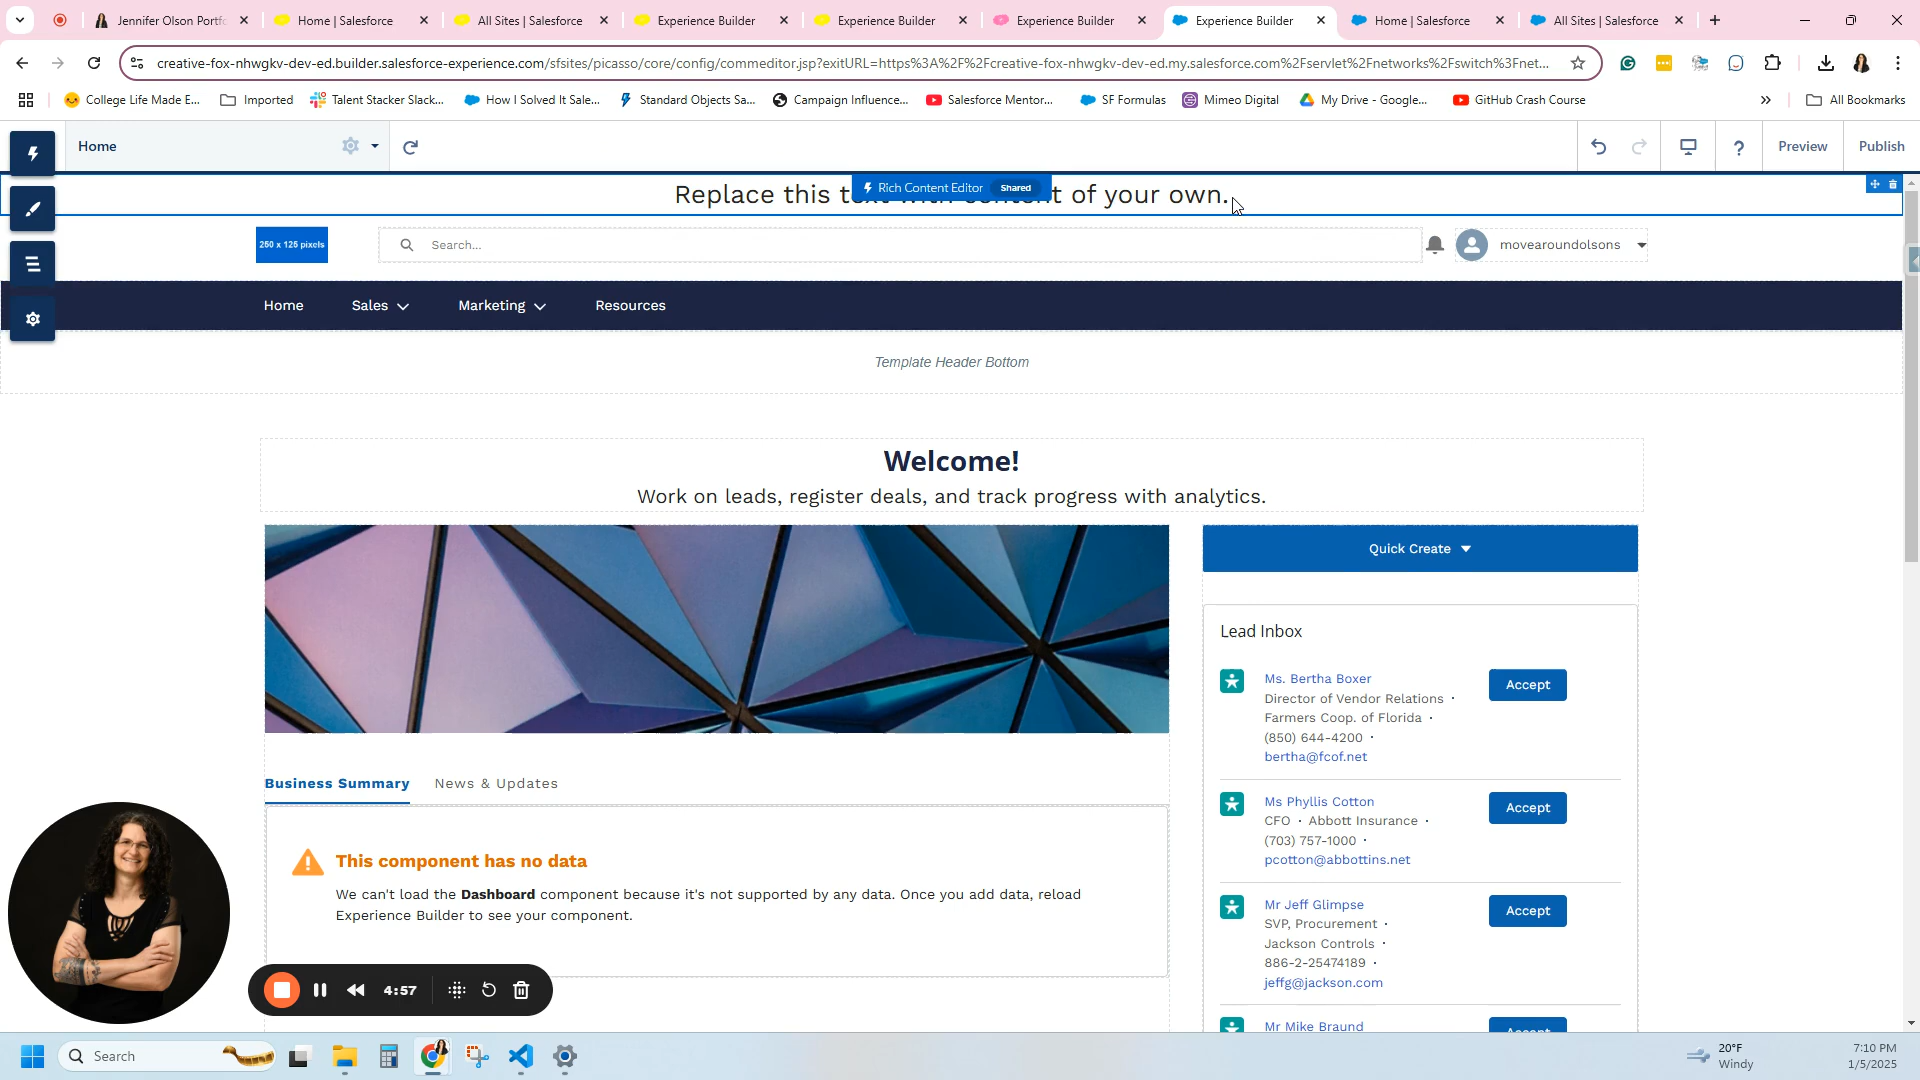 Jennifer Olson Portfo
Home | Salesforce
All Sites | Salesforce
Experience Builder
Experience Builder
Experience Builder
Experience Builder
Home | Salesforce
All Sites | Salesforce
creative-fox-nhwgkv-dev-ed.builder.salesforce-experience.com/sfsites/picasso/core/config/commeditor.jsp?exitURL=https%3A%2F%2Fcreative-fox-nhwgkv-dev-ed.my.salesforce.com%2Fservlet%2Fnetworks%2Fswitch%3Fnet...
College Life Made E...
Imported
Talent Stacker Slack...
How I Solved It Sale...
Standard Objects Sa...
Campaign Influence...
Salesforce Mentor...
SF Formulas
Mimeo Digital
My Drive - Google...
GitHub Crash Course
All Bookmarks
Home
Preview
Publish
Rich Content Editor
Shared
Replace this text with content of your own.
250 x 125 pixels
Search...
movearoundolsons
Home
Sales
Marketing
Resources
Template Header Bottom
Welcome!
Work on leads, register deals, and track progress with analytics.
Quick Create
Lead Inbox
Ms. Bertha Boxer
Director of Vendor Relations ·
Farmers Coop. of Florida ·
(850) 644-4200 ·
bertha@fcof.net
Accept
Ms Phyllis Cotton
CFO · Abbott Insurance ·
(703) 757-1000 ·
pcotton@abbottins.net
Accept
Mr Jeff Glimpse
SVP, Procurement ·
Jackson Controls ·
886-2-25474189 ·
jeffg@jackson.com
Accept
Mr Mike Braund
Accept
Business Summary
News & Updates
This component has no data
We can't load the Dashboard component because it's not supported by any data. Once you add data, reload
Experience Builder to see your component.
4:57
Search
20°F
Windy
7:10 PM
1/5/2025